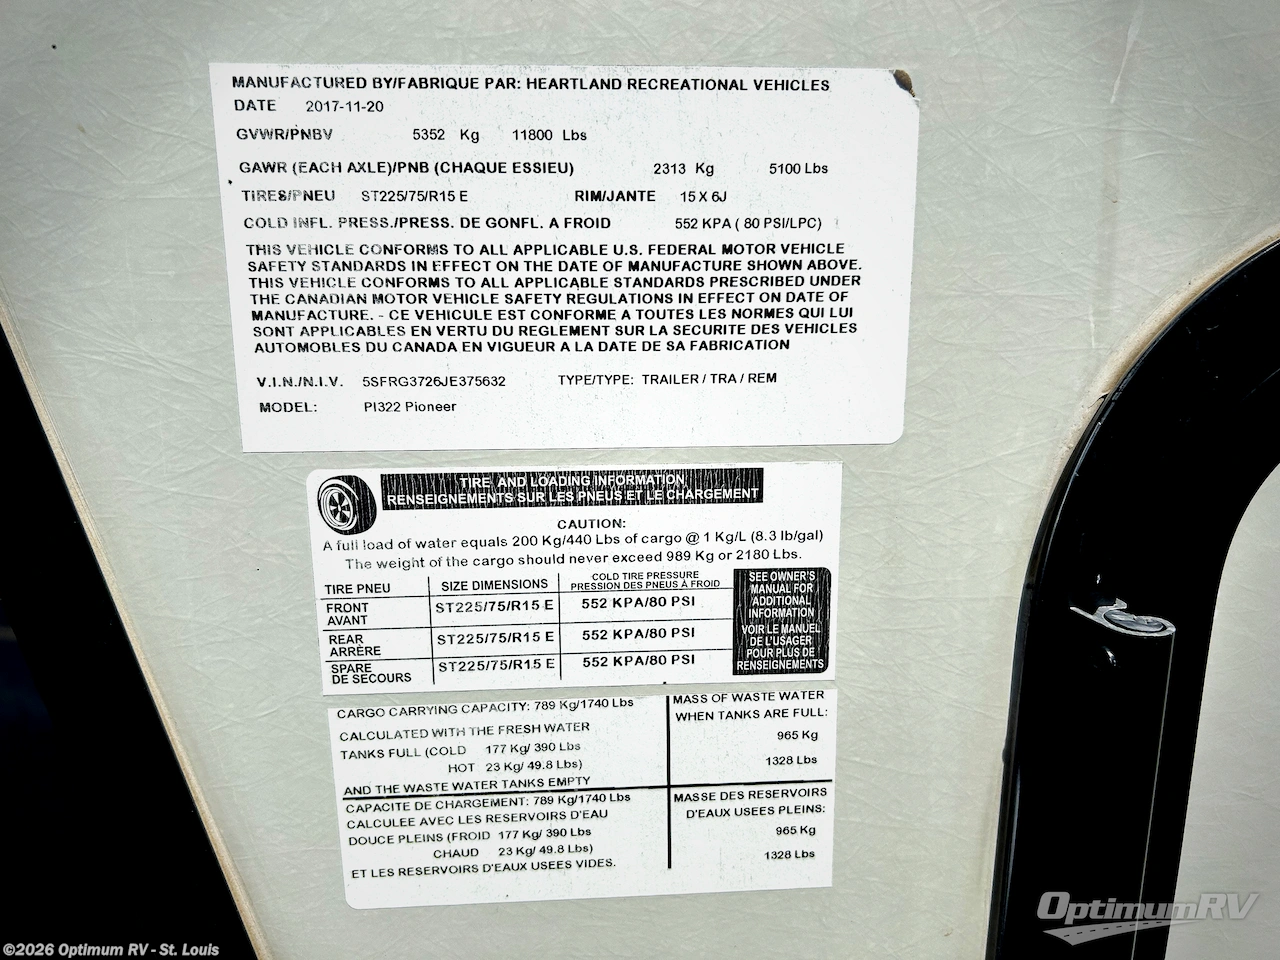 MANUFACTURED BY/FABRIQUE PAR: HEARTLAND RECREATIONAL VEHICLES
DATE 2017-11-20
GVWR/PNBV 5352 Kg 11800 Lbs
GAWR (EACH AXLE)/PNB (CHAQUE ESSIEU) 2313 Kg 5100 Lbs
TIRES/PNEU ST225/75/R15 E RIM/JANTE 15 X 6J
COLD INFL. PRESS./PRESS. DE GONFL. A FROID 552 KPA ( 80 PSI/LPC)
THIS VEHICLE CONFORMS TO ALL APPLICABLE U.S. FEDERAL MOTOR VEHICLE
SAFETY STANDARDS IN EFFECT ON THE DATE OF MANUFACTURE SHOWN ABOVE.
THIS VEHICLE CONFORMS TO ALL APPLICABLE STANDARDS PRESCRIBED UNDER
THE CANADIAN MOTOR VEHICLE SAFETY REGULATIONS IN EFFECT ON DATE OF
MANUFACTURE. - CE VEHICULE EST CONFORME A TOUTES LES NORMES QUI LUI
SONT APPLICABLES EN VERTU DU REGLEMENT SUR LA SECURITE DES VEHICLES
AUTOMOBILES DU CANADA EN VIGUEUR A LA DATE DE SA FABRICATION
V.I.N./N.I.V. 5SFRG3726JE375632 TYPE/TYPE: TRAILER / TRA / REM
MODEL: PI322 Pioneer
TIRE AND LOADING INFORMATION
RENSEIGNEMENTS SUR LES PNEUS ET LE CHARGEMENT
CAUTION:
A full load of water equals 200 Kg/440 Lbs of cargo @ 1 Kg/L (8.3 lb/gal)
The weight of the cargo should never exceed 989 Kg or 2180 Lbs.
TIRE PNEU SIZE DIMENSIONS COLD TIRE PRESSURE
PRESSION DES PNEUS À FROID
FRONT ST225/75/R15 E 552 KPA/80 PSI
AVANT
REAR ST225/75/R15 E 552 KPA/80 PSI
ARRÈRE
SPARE ST225/75/R15 E 552 KPA/80 PSI
DE SECOURS
SEE OWNER'S
MANUAL FOR
ADDITIONAL
INFORMATION
VOIR LE MANUEL
DE L'USAGER
POUR PLUS DE
RENSEIGNEMENTS
CARGO CARRYING CAPACITY: 789 Kg/1740 Lbs
CALCULATED WITH THE FRESH WATER
TANKS FULL (COLD 177 Kg/ 390 Lbs
HOT 23 Kg/ 49.8 Lbs)
AND THE WASTE WATER TANKS EMPTY
MASS OF WASTE WATER
WHEN TANKS ARE FULL:
965 Kg
1328 Lbs
CAPACITE DE CHARGEMENT: 789 Kg/1740 Lbs
CALCULEE AVEC LES RESERVOIRS D'EAU
DOUCE PLEINS (FROID 177 Kg/ 390 Lbs
CHAUD 23 Kg/ 49.8 Lbs)
ET LES RESERVOIRS D'EAUX USEES VIDES.
MASSE DES RESERVOIRS
D'EAUX USEES PLEINS:
965 Kg
1328 Lbs
OptimumRV
©2026 Optimum RV - St. Louis